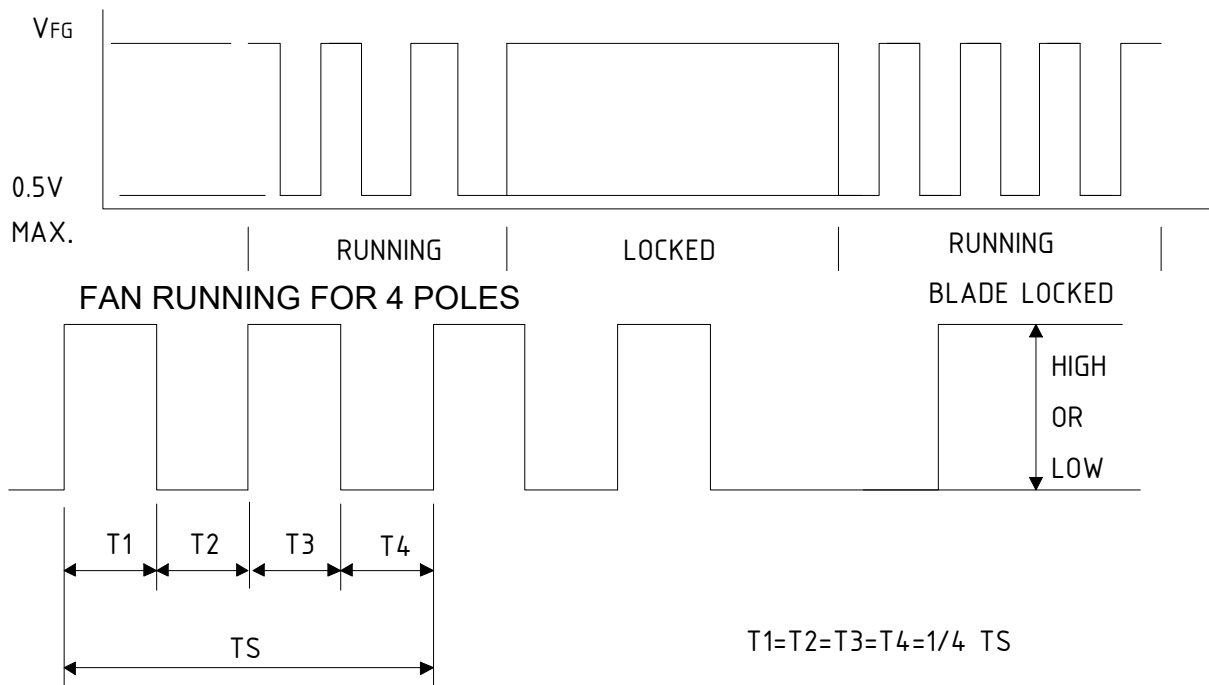 VFG
0.5V
MAX.
RUNNING
LOCKED
RUNNING
FAN RUNNING FOR 4 POLES
BLADE LOCKED
HIGH
OR
LOW
T1
T2
T3
T4
TS
T1=T2=T3=T4=1/4 TS